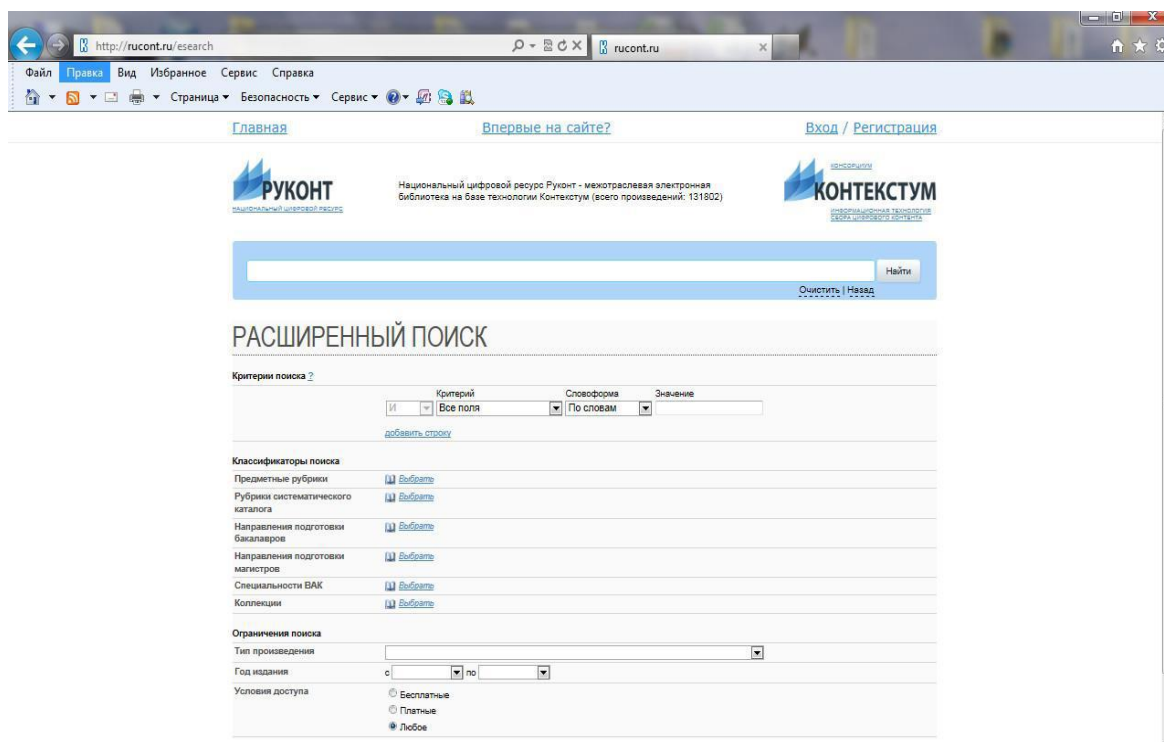 http://rucont.ru/esearch
rucont.ru
Файл Правка Вид Избранное Сервис Справка
Страница Безопасность Сервис
Главная Впервые на сайте? Вход / Регистрация
РУКОНТ
НАЦИОНАЛЬНЫЙ ЦИФРОВОЙ РЕСУРС
Национальный цифровой ресурс Руконт - межотраслевая электронная
библиотека на базе технологии Контекстум (всего произведений: 131802)
КОНСОРЦИУМ
КОНТЕКСТУМ
ИНФОРМАЦИОННАЯ ТЕХНОЛОГИЯ
СБОРА ЦИФРОВОГО КОНТЕНТА
Найти
Очистить | Назад
РАСШИРЕННЫЙ ПОИСК
Критерии поиска ?
Критерий Словоформа Значение
И Все поля По словам
добавить строку
Классификаторы поиска
Предметные рубрики Выбрать
Рубрики систематического
каталога Выбрать
Направления подготовки
бакалавров Выбрать
Направления подготовки
магистров Выбрать
Специальности ВАК Выбрать
Коллекции Выбрать
Ограничения поиска
Тип произведения
Год издания с по
Условия доступа Бесплатные
Платные
Любое